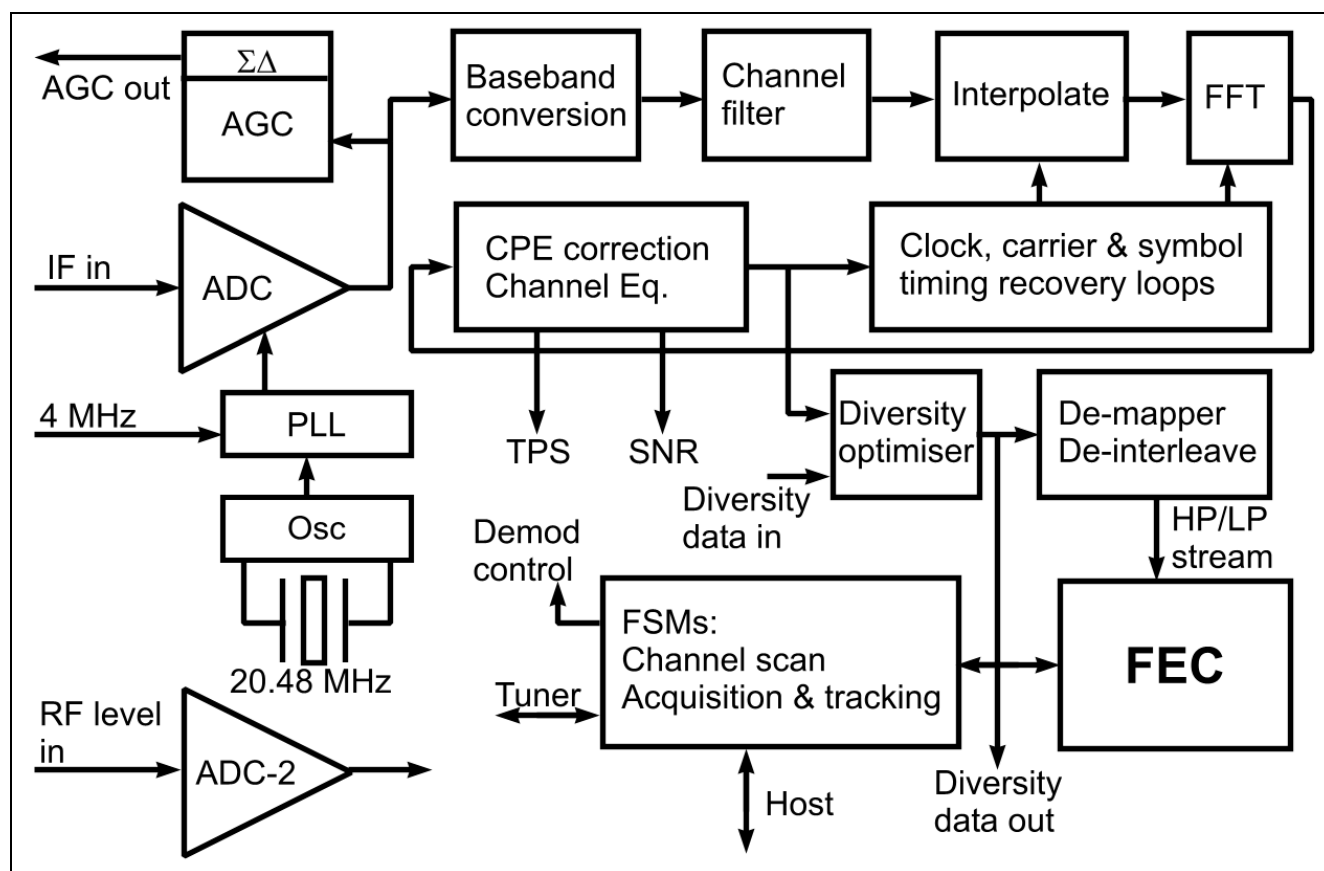 ΣΔ
AGC out
AGC
Baseband
conversion
Channel
filter
Interpolate
FFT
IF in
ADC
CPE correction
Channel Eq.
Clock, carrier & symbol
timing recovery loops
4 MHz
PLL
TPS
SNR
Diversity
optimiser
De-mapper
De-interleave
Diversity
data in
HP/LP
stream
Osc
20.48 MHz
Demod
control
FSMs:
Channel scan
Acquisition & tracking
FEC
Tuner
RF level
in
ADC-2
Host
Diversity
data out